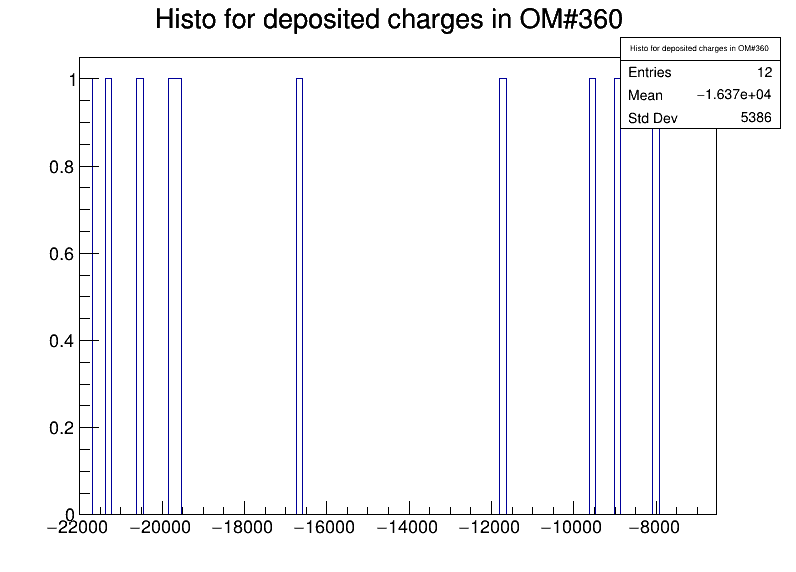 Histo for deposited charges in OM#360
Histo for deposited charges in OM#360
Entries 12
Mean −1.637e+04
Std Dev 5386
1
0.8
0.6
0.4
0.2
0
−22000 −20000 −18000 −16000 −14000 −12000 −10000 −8000